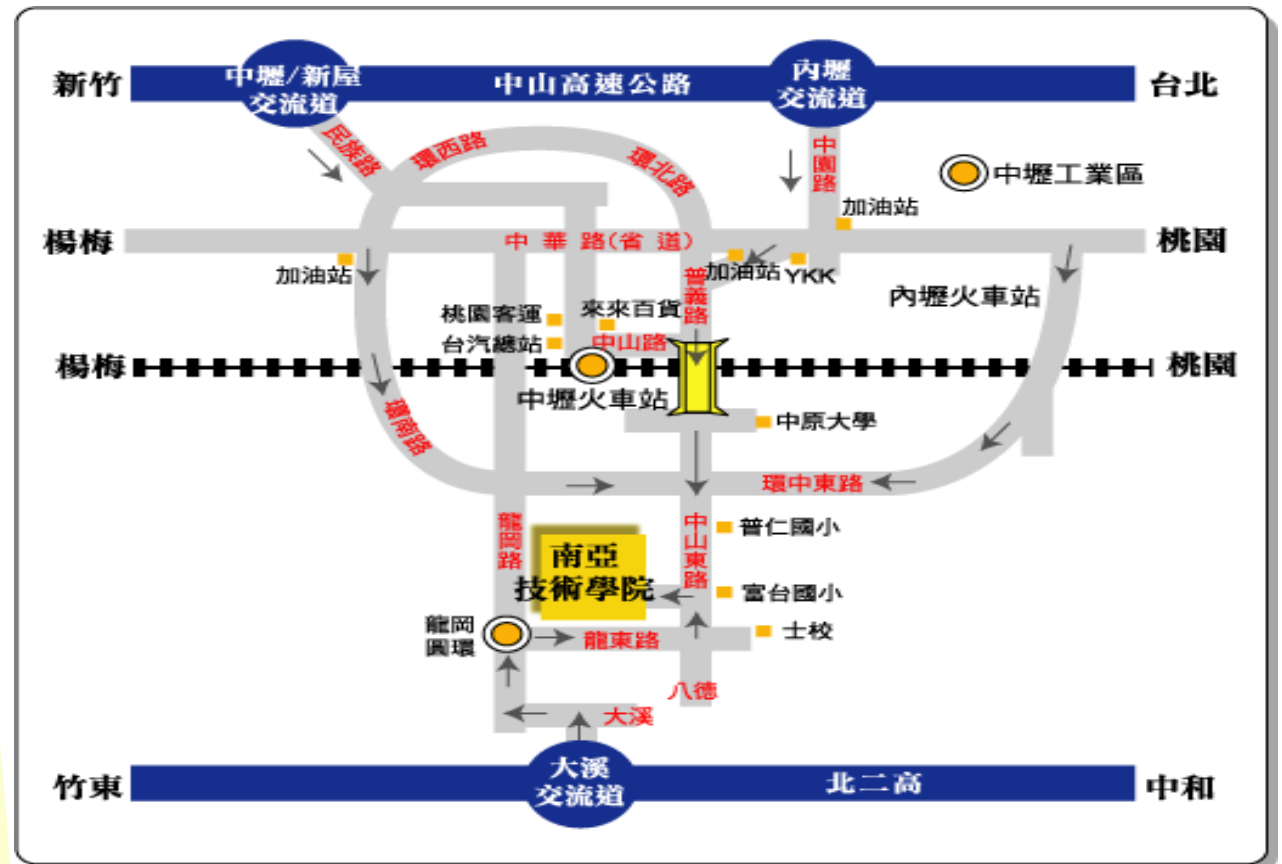 中壢/新屋
交流道
中山高速公路
內壢
交流道
新竹
台北
民族路
環西路
環北路
中園路
中壢工業區
加油站
楊梅
中華路(省道)
桃園
加油站
加油站
YKK
普義路
內壢火車站
桃園客運
來來百貨
台汽總站
中山路
楊梅
桃園
中壢火車站
中原大學
環南路
環中東路
龍岡路
中山東路
普仁國小
南亞
技術學院
富台國小
龍岡
圓環
龍東路
士校
八德
大溪
大溪
交流道
北二高
竹東
中和